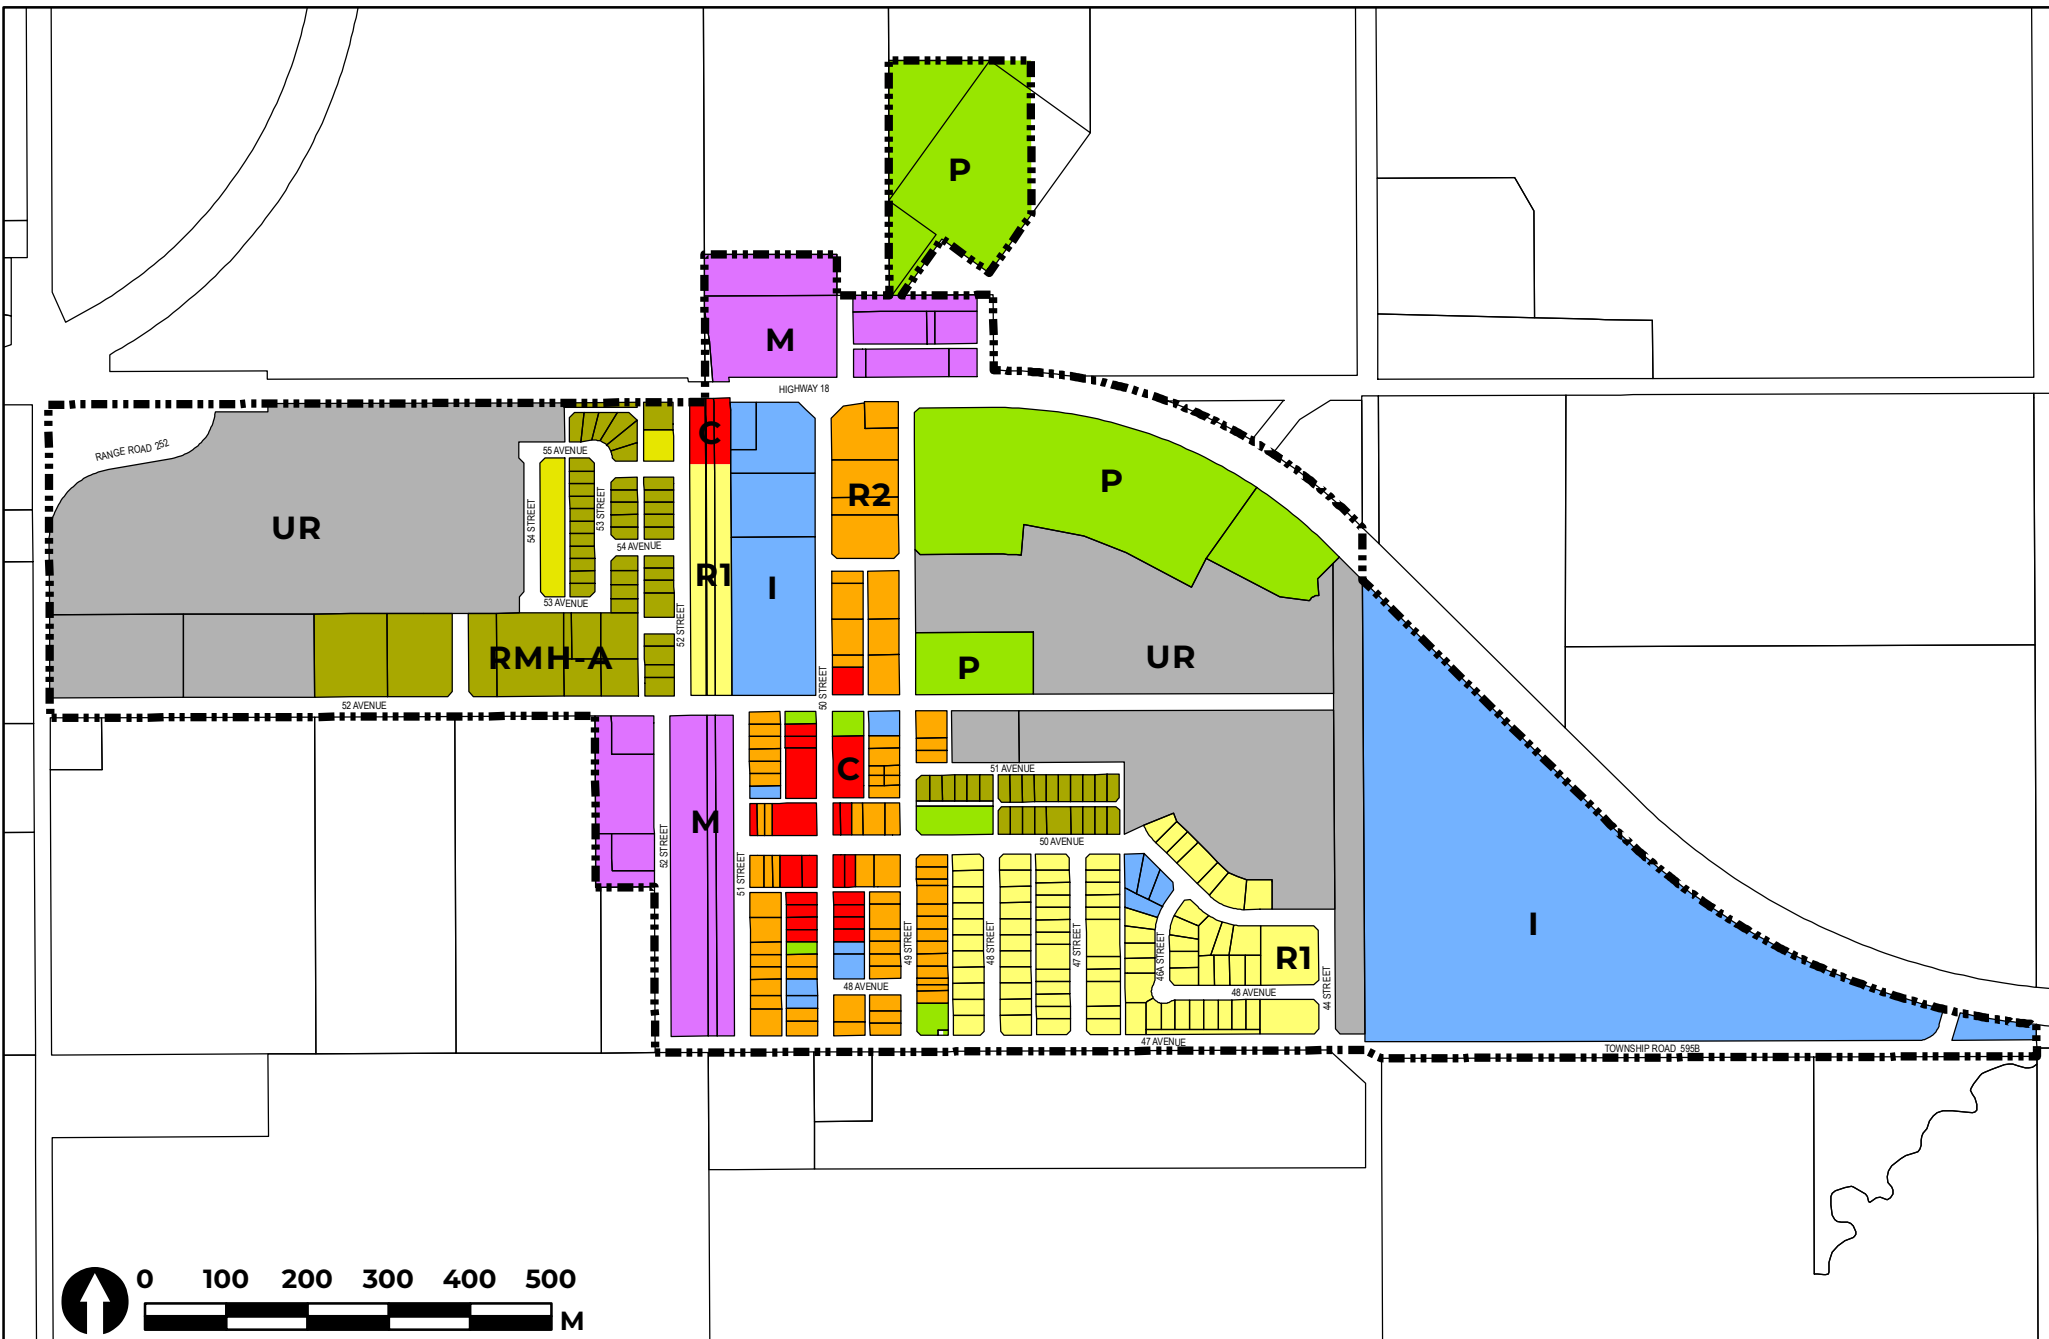 P
M
HIGHWAY 18
C
RANGE ROAD 252
55 AVENUE
P
R2
53 STREET
54 STREET
UR
54 AVENUE
R1
I
53 AVENUE
52 STREET
RMH-A
UR
P
50 STREET
52 AVENUE
C
51 AVENUE
M
50 AVENUE
52 STREET
51 STREET
I
49 STREET
48 STREET
47 STREET
46A STREET
R1
44 STREET
48 AVENUE
48 AVENUE
47 AVENUE
TOWNSHIP ROAD 595B
0 100 200 300 400 500
M